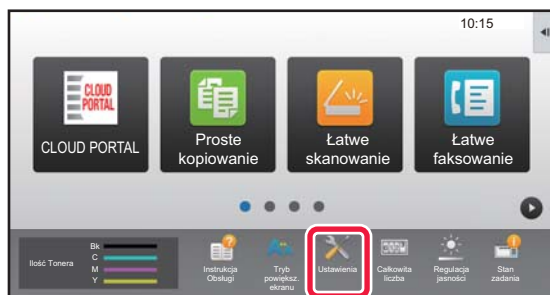 10:15
CLOUD
PORTAL
CLOUD PORTAL
Proste
kopiowanie
Łatwe
skanowanie
Łatwe
faksowanie
Ilość Tonera
Bk
C
M
Y
Instrukcja
Obsługi
Tryb
powiększ.
ekranu
Ustawienia
Całkowita
liczba
Regulacja
jasności
Stan
zadania